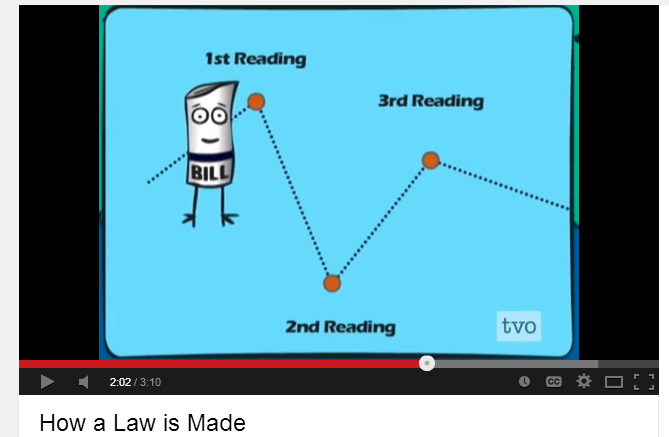 1st Reading
3rd Reading
BILL
2nd Reading
tvo
2:02 / 3:10
CC
How a Law is Made